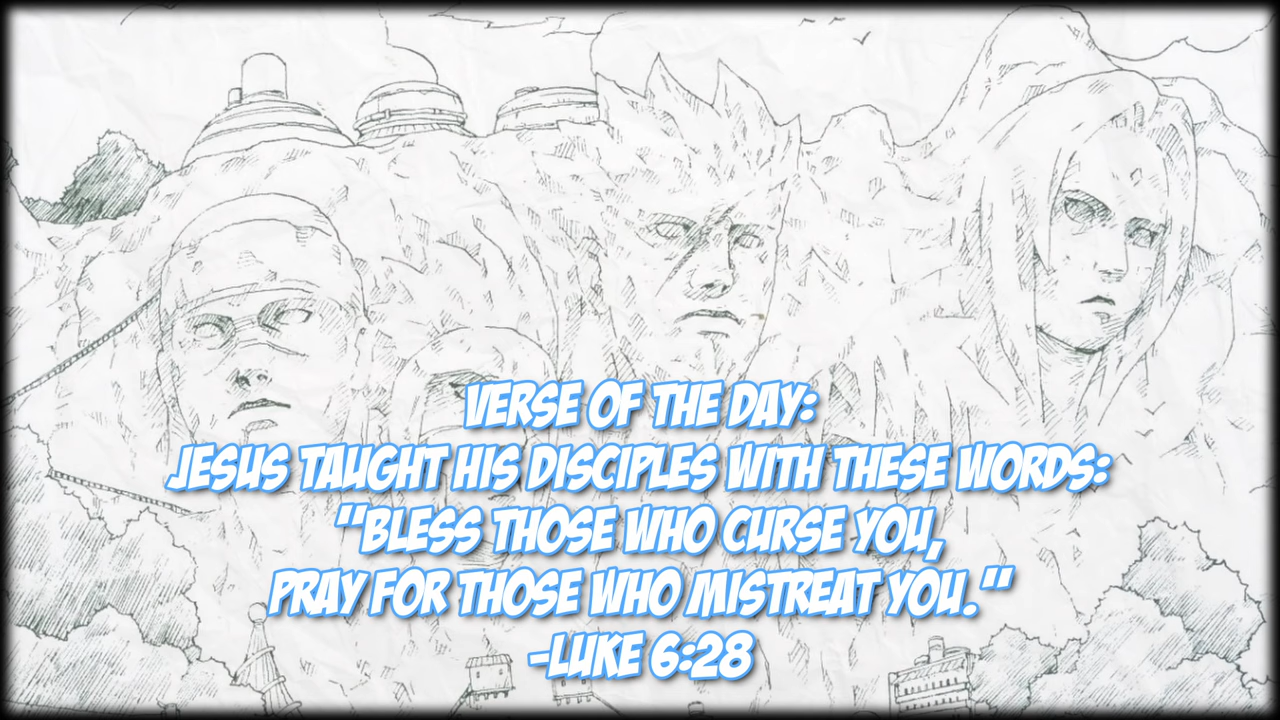 VERSE OF THE DAY:
JESUS TAUGHT HIS DISCIPLES WITH THESE WORDS:
"BLESS THOSE WHO CURSE YOU,
PRAY FOR THOSE WHO MISTREAT YOU."
-LUKE 6:28